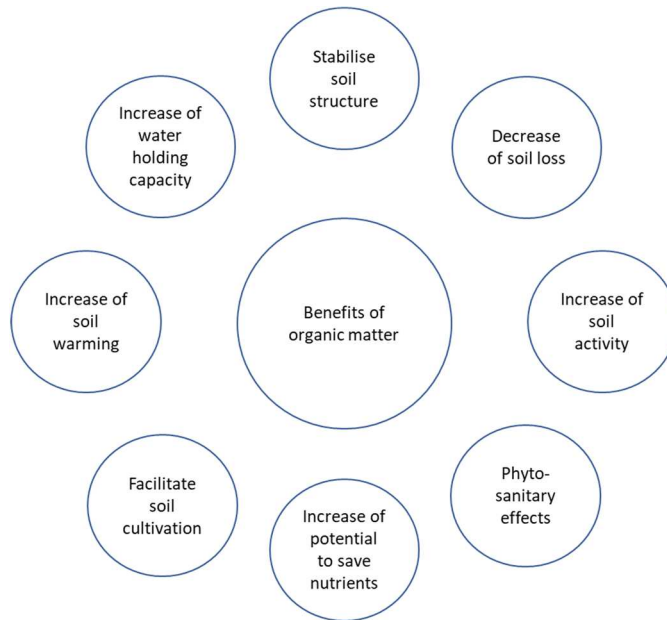 Stabilise
soil
structure
Decrease
of soil loss
Increase of
soil
activity
Phyto-
sanitary
effects
Increase of
potential
to save
nutrients
Facilitate
soil
cultivation
Increase of
soil
warming
Increase of
water
holding
capacity
Benefits of
organic matter